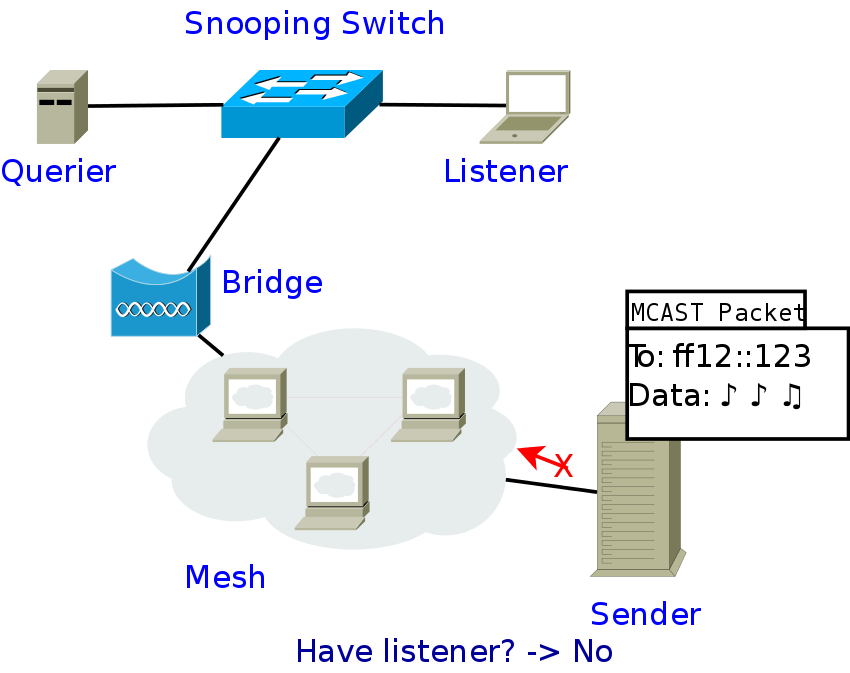 Snooping Switch
Querier
Listener
Bridge
MCAST Packet
To: ff12::123
Data: ♪ ♪ ♫
X
Mesh
Sender
Have listener? -> No